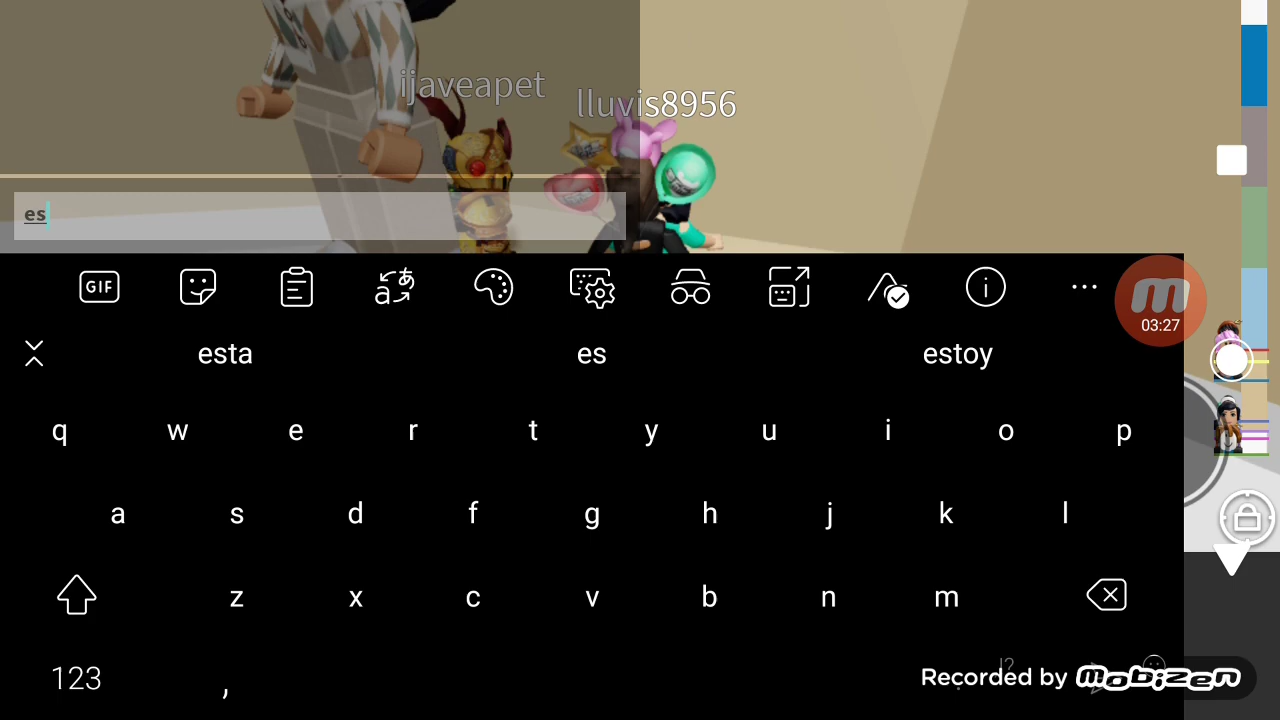 ijaveapet
lluvis8956
es
GIF
03:27
esta es estoy
q w e r t y u i o p
a s d f g h j k l
z x c v b n m
123 , !?
Recorded by mobizen